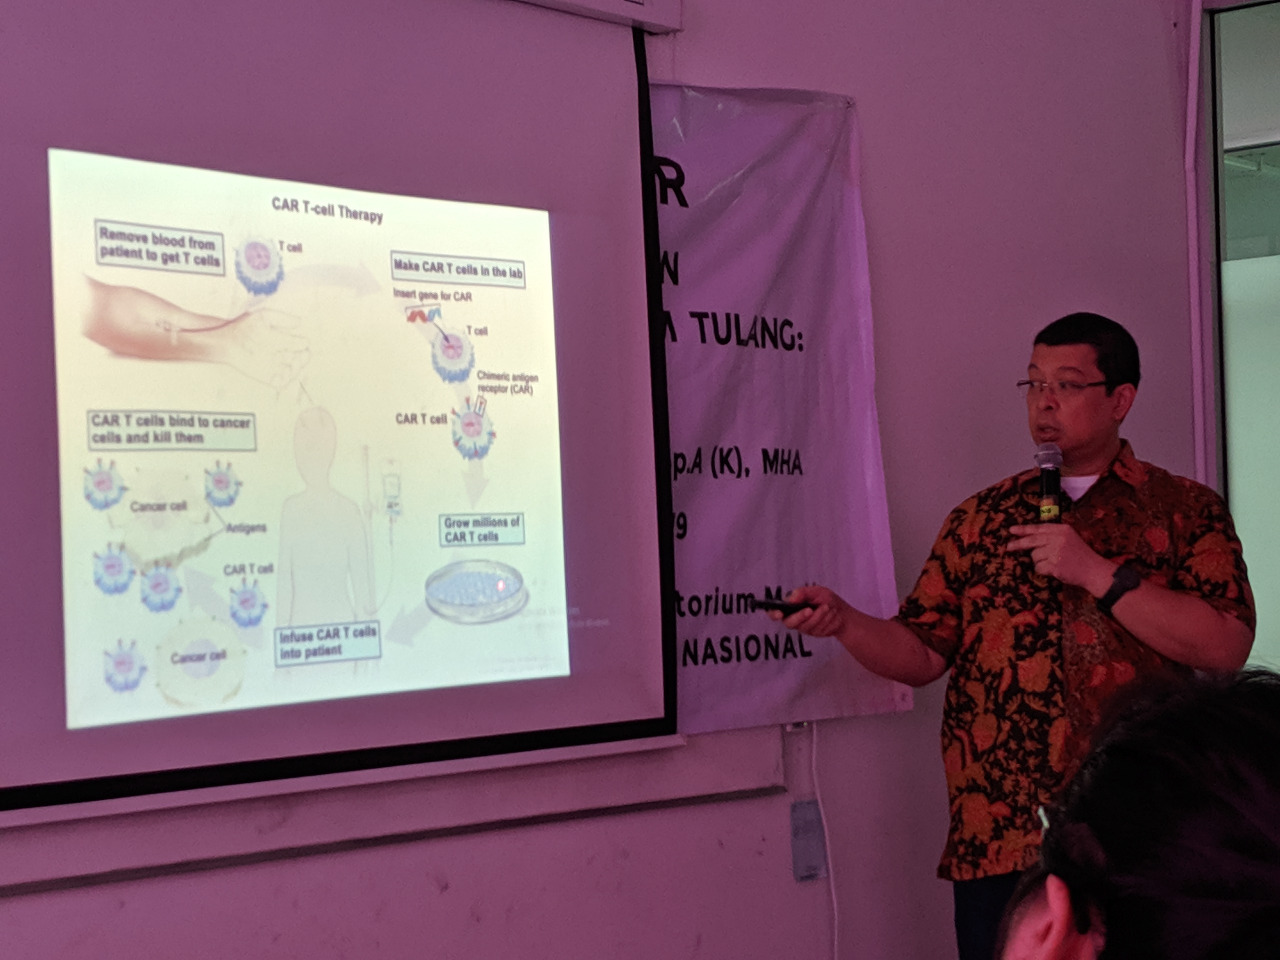 CAR T-cell Therapy
Remove blood from
patient to get T cells
T cell
Make CAR T cells in the lab
Insert gene for CAR
T cell
Chimeric antigen
receptor (CAR)
CAR T cell
Grow millions of
CAR T cells
Infuse CAR T cells
into patient
CAR T cells bind to cancer
cells and kill them
Cancer cell
Antigens
CAR T cell
Cancer cell
TULANG:
p.A (K), MHA
torium
NASIONAL